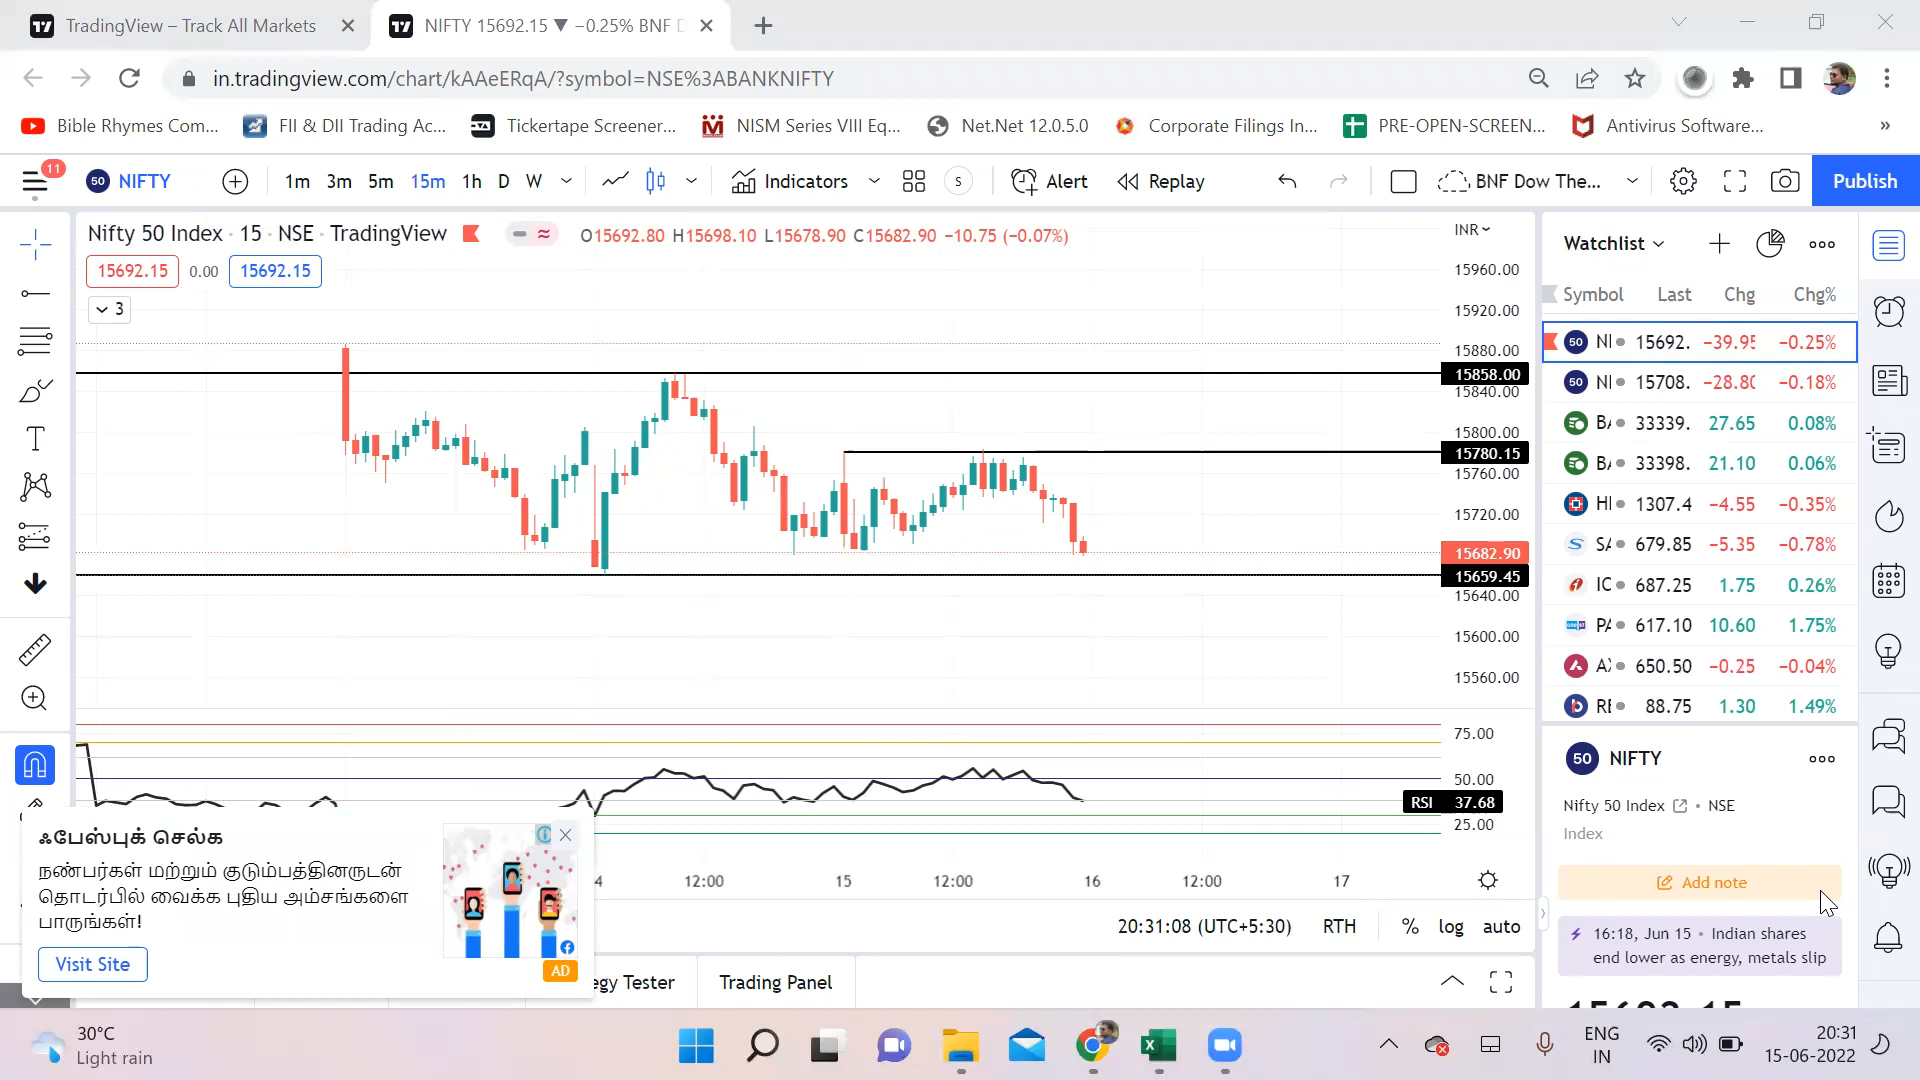 TradingView – Track All Markets
NIFTY 15692.15 ▼ −0.25% BNF D
in.tradingview.com/chart/kAAeERqA/?symbol=NSE%3ABANKNIFTY
Bible Rhymes Com...
FII & DII Trading Ac...
Tickertape Screener...
NISM Series VIII Eq...
Net.Net 12.0.5.0
Corporate Filings In...
PRE-OPEN-SCREEN...
Antivirus Software...
»
11
50 NIFTY
1m 3m 5m 15m 1h D W
Indicators
S
Alert
Replay
BNF Dow The...
Publish
Nifty 50 Index · 15 · NSE · TradingView
O15692.80 H15698.10 L15678.90 C15682.90 −10.75 (−0.07%)
INR
15692.15 0.00 15692.15
3
15960.00
15920.00
15880.00
15858.00
15840.00
15800.00
15780.15
15760.00
15720.00
15682.90
15659.45
15640.00
15600.00
15560.00
75.00
50.00
RSI 37.68
25.00
4 12:00 15 12:00 16 12:00 17
20:31:08 (UTC+5:30) RTH % log auto
egy Tester
Trading Panel
Watchlist
Symbol Last Chg Chg%
50 NI 15692. −39.95 −0.25%
50 NI 15708. −28.80 −0.18%
33339. 27.65 0.08%
33398. 21.10 0.06%
1307.4 −4.55 −0.35%
679.85 −5.35 −0.78%
IC 687.25 1.75 0.26%
617.10 10.60 1.75%
650.50 −0.25 −0.04%
88.75 1.30 1.49%
50 NIFTY
Nifty 50 Index • NSE
Index
Add note
16:18, Jun 15 • Indian shares
end lower as energy, metals slip
15692.15
ஃபேஸ்புக் செல்க
நண்பர்கள் மற்றும் குடும்பத்தினருடன்
தொடர்பில் வைக்க புதிய அம்சங்களை
பாருங்கள்!
Visit Site
AD
30°C
Light rain
ENG
IN
20:31
15-06-2022